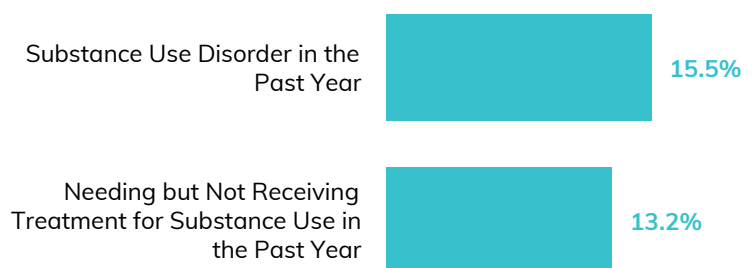 Substance Use Disorder in the
Past Year
15.5%
Needing but Not Receiving
Treatment for Substance Use in
the Past Year
13.2%